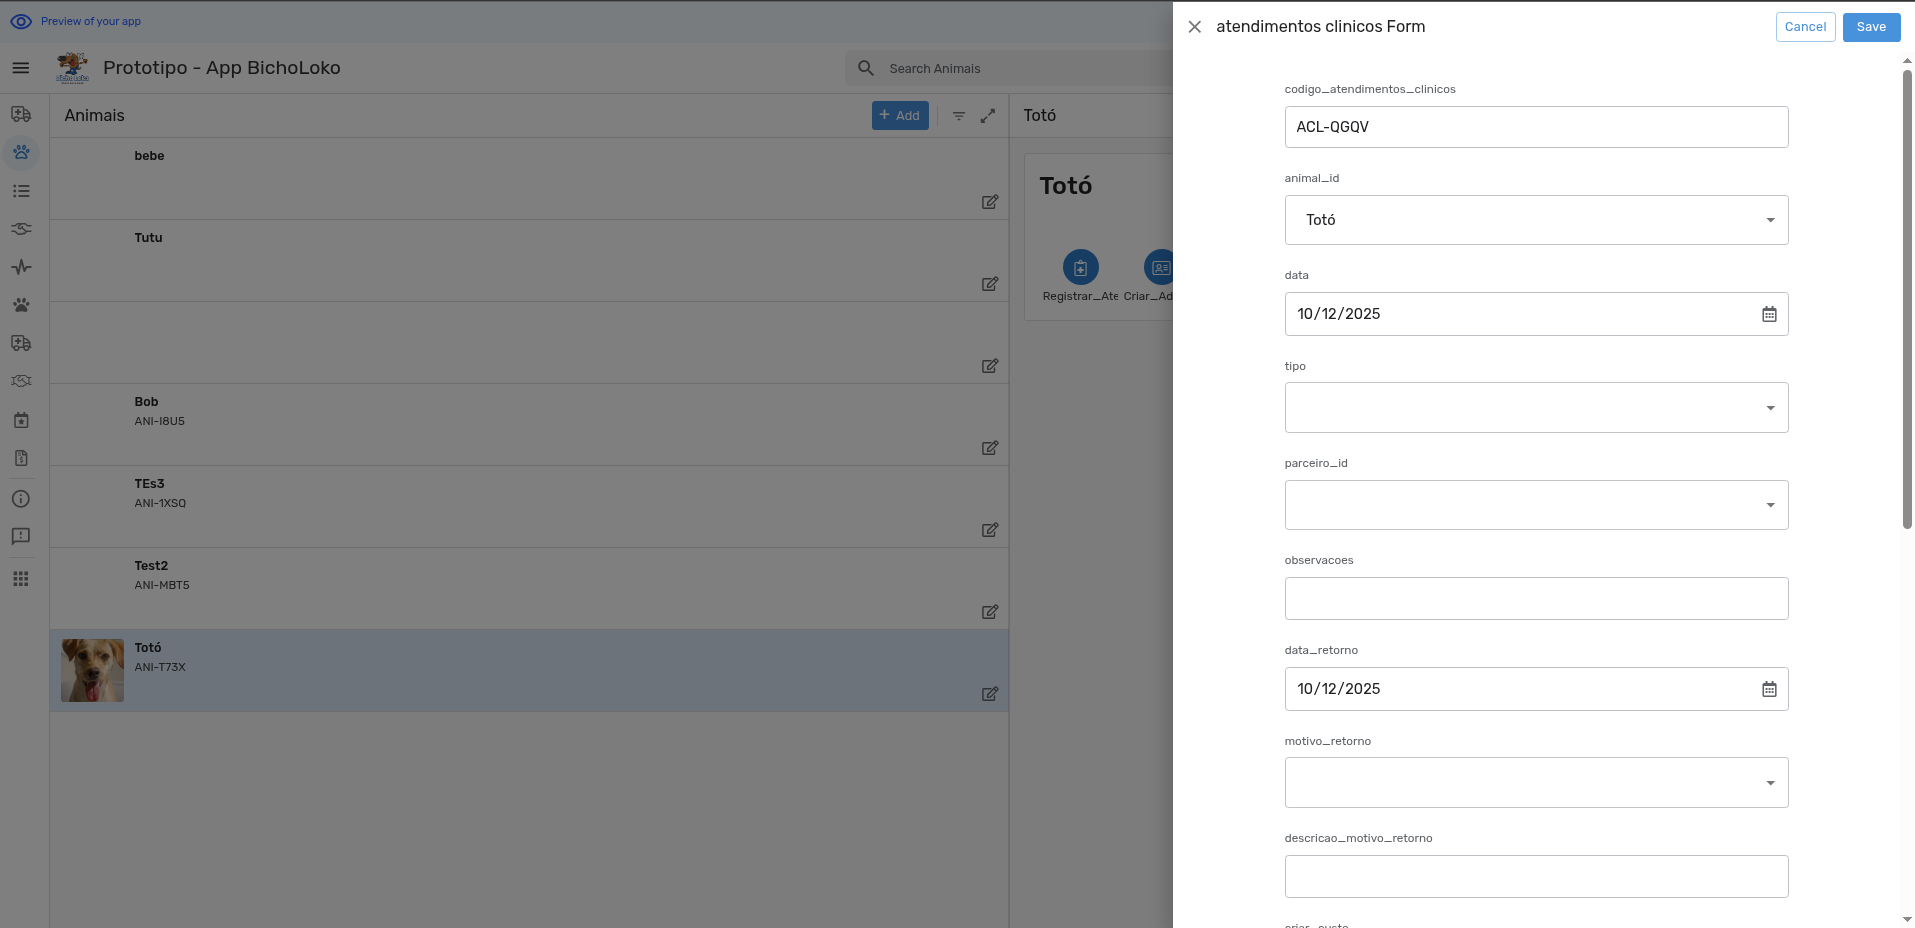 Preview of your app
Prototipo - App BichoLoko
Search Animais
Animais
Add
bebe
Tutu
Bob
ANI-I8U5
TEs3
ANI-1XSQ
Test2
ANI-MBT5
Totó
ANI-T73X
Totó
Totó
Registrar_Ate
Criar_Ad
atendimentos clinicos Form
Cancel
Save
codigo_atendimentos_clinicos
ACL-QGQV
animal_id
Totó
data
10/12/2025
tipo
parceiro_id
observacoes
data_retorno
10/12/2025
motivo_retorno
descricao_motivo_retorno